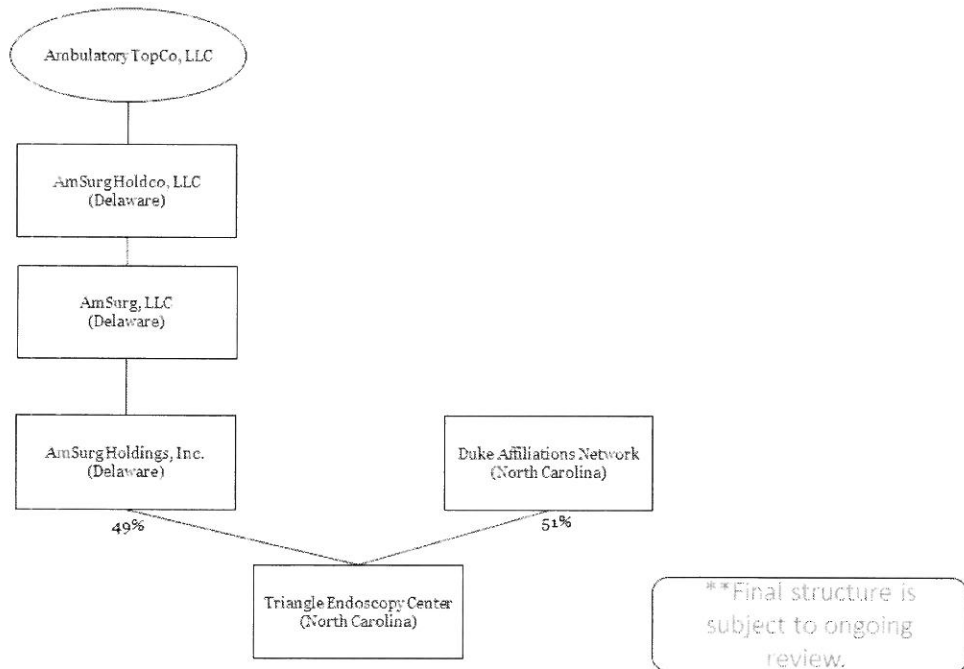 Ambulatory TopCo, LLC
AmSurg Holdco, LLC
(Delaware)
AmSurg, LLC
(Delaware)
AmSurg Holdings, Inc.
(Delaware)
Duke Affiliations Network
(North Carolina)
49%
51%
Triangle Endoscopy Center
(North Carolina)
**Final structure is
subject to ongoing
review.